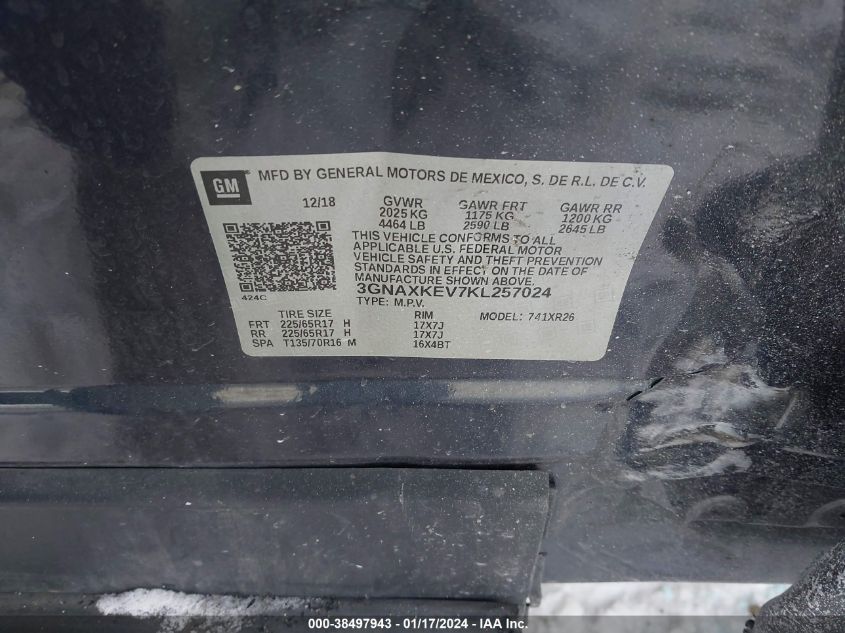 GM
MFD BY GENERAL MOTORS DE MEXICO, S. DE R.L. DE C.V.
12/18 GVWR GAWR FRT GAWR RR
2025 KG 1175 KG 1200 KG
4464 LB 2590 LB 2645 LB
THIS VEHICLE CONFORMS TO ALL
APPLICABLE U.S. FEDERAL MOTOR
VEHICLE SAFETY AND THEFT PREVENTION
STANDARDS IN EFFECT ON THE DATE OF
MANUFACTURE SHOWN ABOVE.
424C 3GNAXKEV7KL257024
TYPE: M.P.V.
TIRE SIZE RIM MODEL: 741XR26
FRT 225/65R17 H 17X7J
RR 225/65R17 H 17X7J
SPA T135/70R16 M 16X4BT
000-38497943 - 01/17/2024 - IAA Inc.